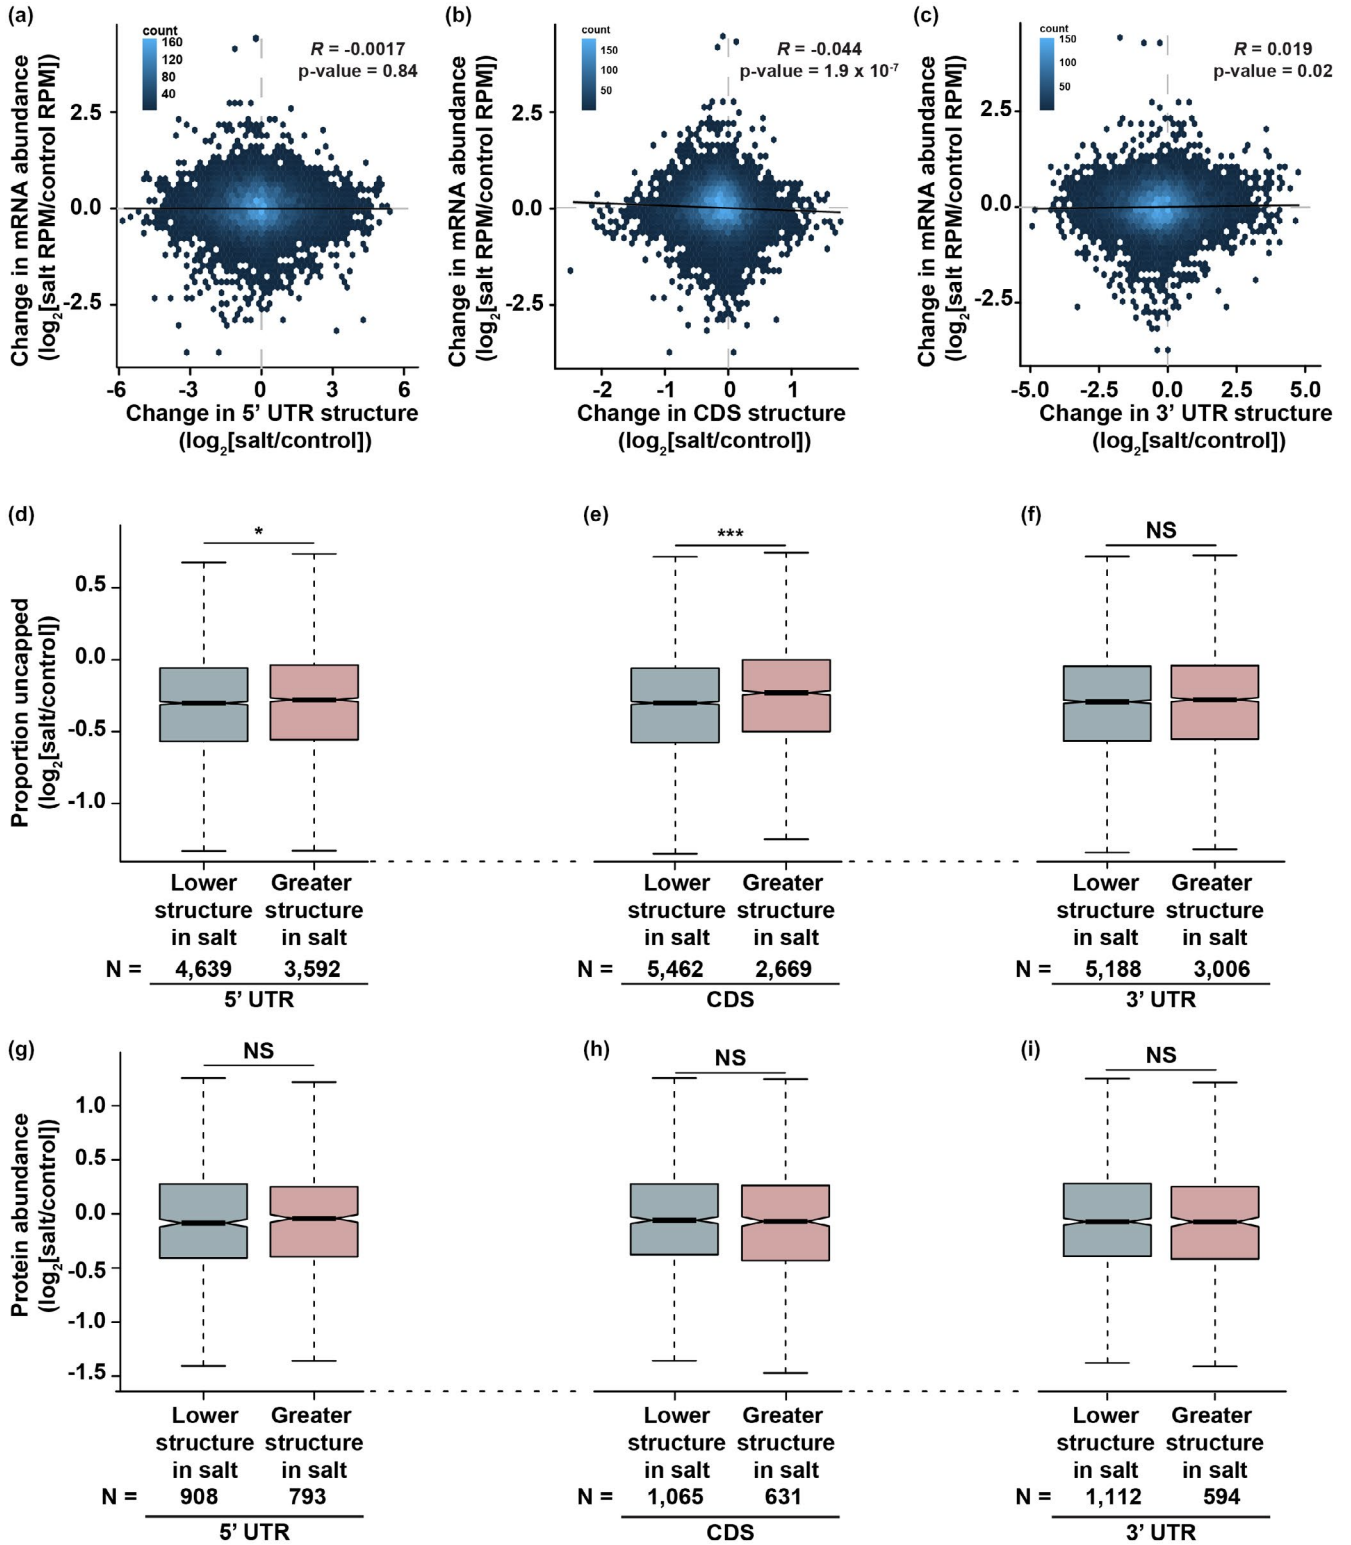 (a)
count
160
120
80
40
R = -0.0017
p-value = 0.84
Change in mRNA abundance
(log2[salt RPM/control RPM])
2.5
0.0
-2.5
-6 -3 0 3 6
Change in 5’ UTR structure
(log2[salt/control])
(b)
count
150
100
50
R = -0.044
p-value = 1.9 x 10-7
Change in mRNA abundance
(log2[salt RPM/control RPM])
2.5
0.0
-2.5
-2 -1 0 1
Change in CDS structure
(log2[salt/control])
(c)
count
150
100
50
R = 0.019
p-value = 0.02
Change in mRNA abundance
(log2[salt RPM/control RPM])
2.5
0.0
-2.5
-5.0 -2.5 0.0 2.5 5.0
Change in 3’ UTR structure
(log2[salt/control])
(d)
*
Proportion uncapped
(log2[salt/control])
0.5
0.0
-0.5
-1.0
Lower Greater
structure structure
in salt in salt
N = 4,639 3,592
5’ UTR
(e)
***
Lower Greater
structure structure
in salt in salt
N = 5,462 2,669
CDS
(f)
NS
Lower Greater
structure structure
in salt in salt
N = 5,188 3,006
3’ UTR
(g)
NS
Protein abundance
(log2[salt/control])
1.0
0.5
0.0
-0.5
-1.0
-1.5
Lower Greater
structure structure
in salt in salt
N = 908 793
5’ UTR
(h)
NS
Lower Greater
structure structure
in salt in salt
N = 1,065 631
CDS
(i)
NS
Lower Greater
structure structure
in salt in salt
N = 1,112 594
3’ UTR